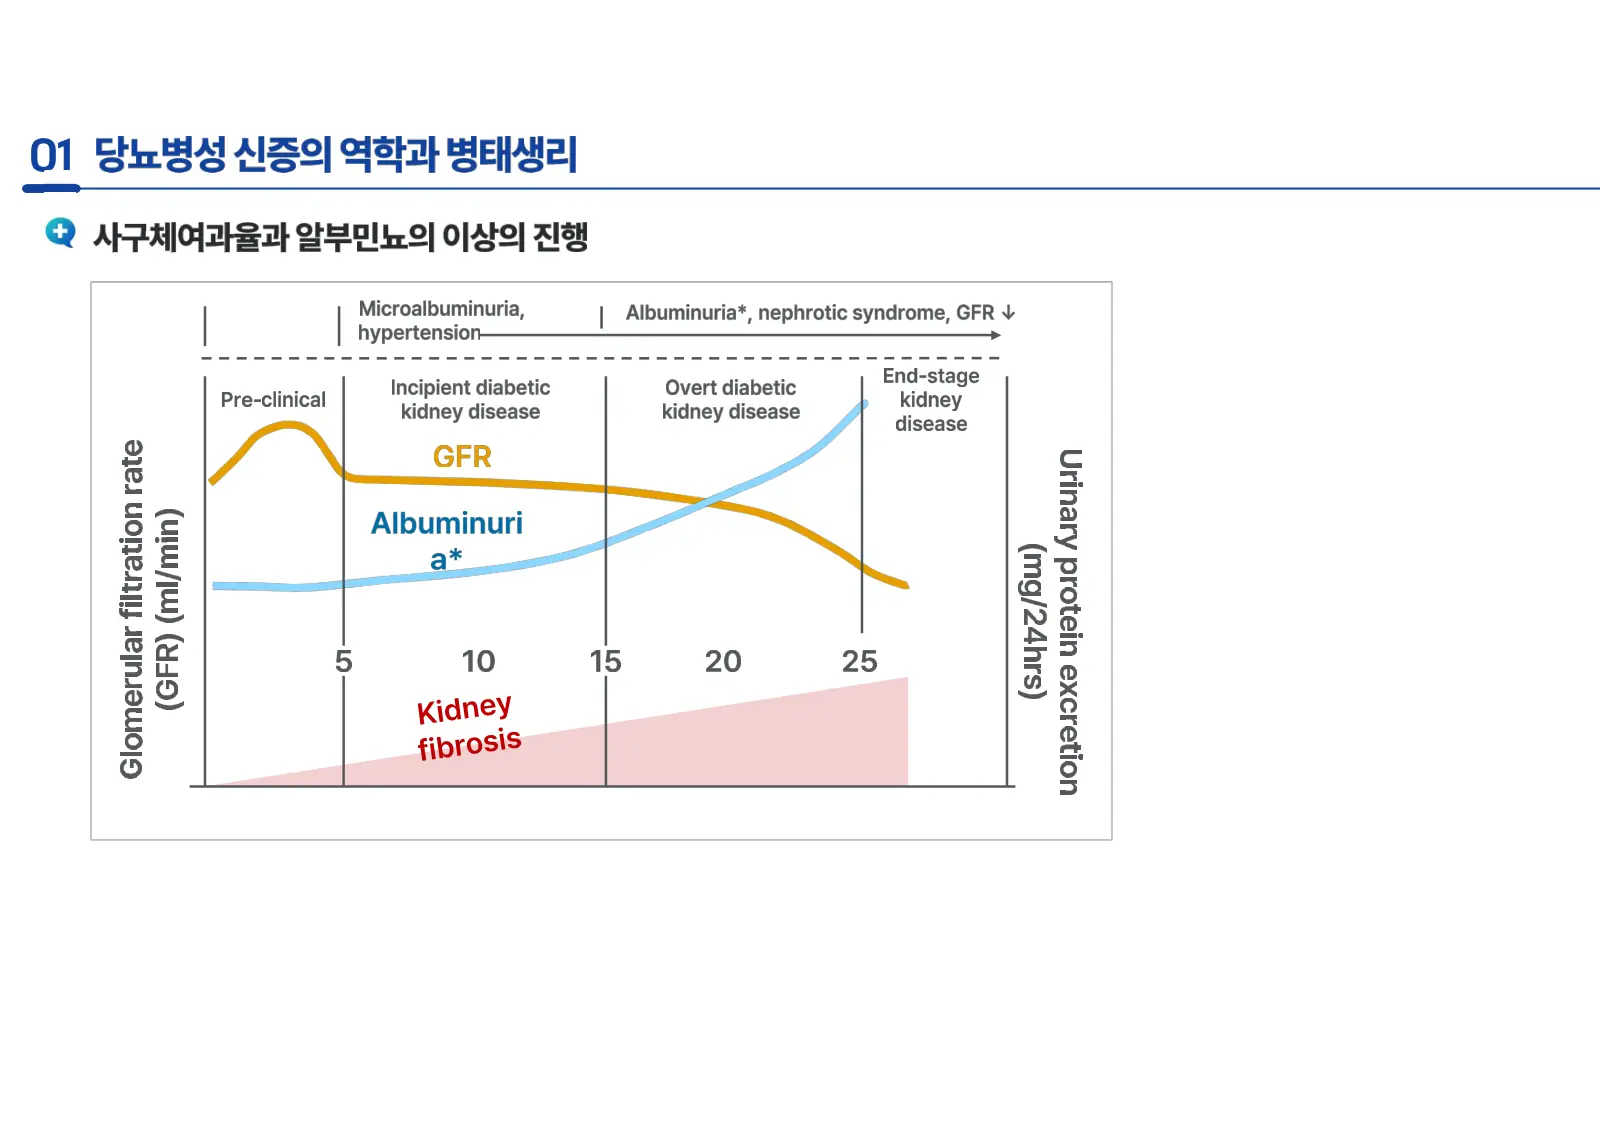 01 당뇨병성 신증의 역학과 병태생리
사구체여과율과 알부민뇨의 이상의 진행
Microalbuminuria,
hypertension
Albuminuria*, nephrotic syndrome, GFR ↓
Pre-clinical
Incipient diabetic
kidney disease
Overt diabetic
kidney disease
End-stage
kidney
disease
GFR
Albuminuri
a*
Glomerular filtration rate
(GFR) (ml/min)
Urinary protein excretion
(mg/24hrs)
5 10 15 20 25
Kidney
fibrosis